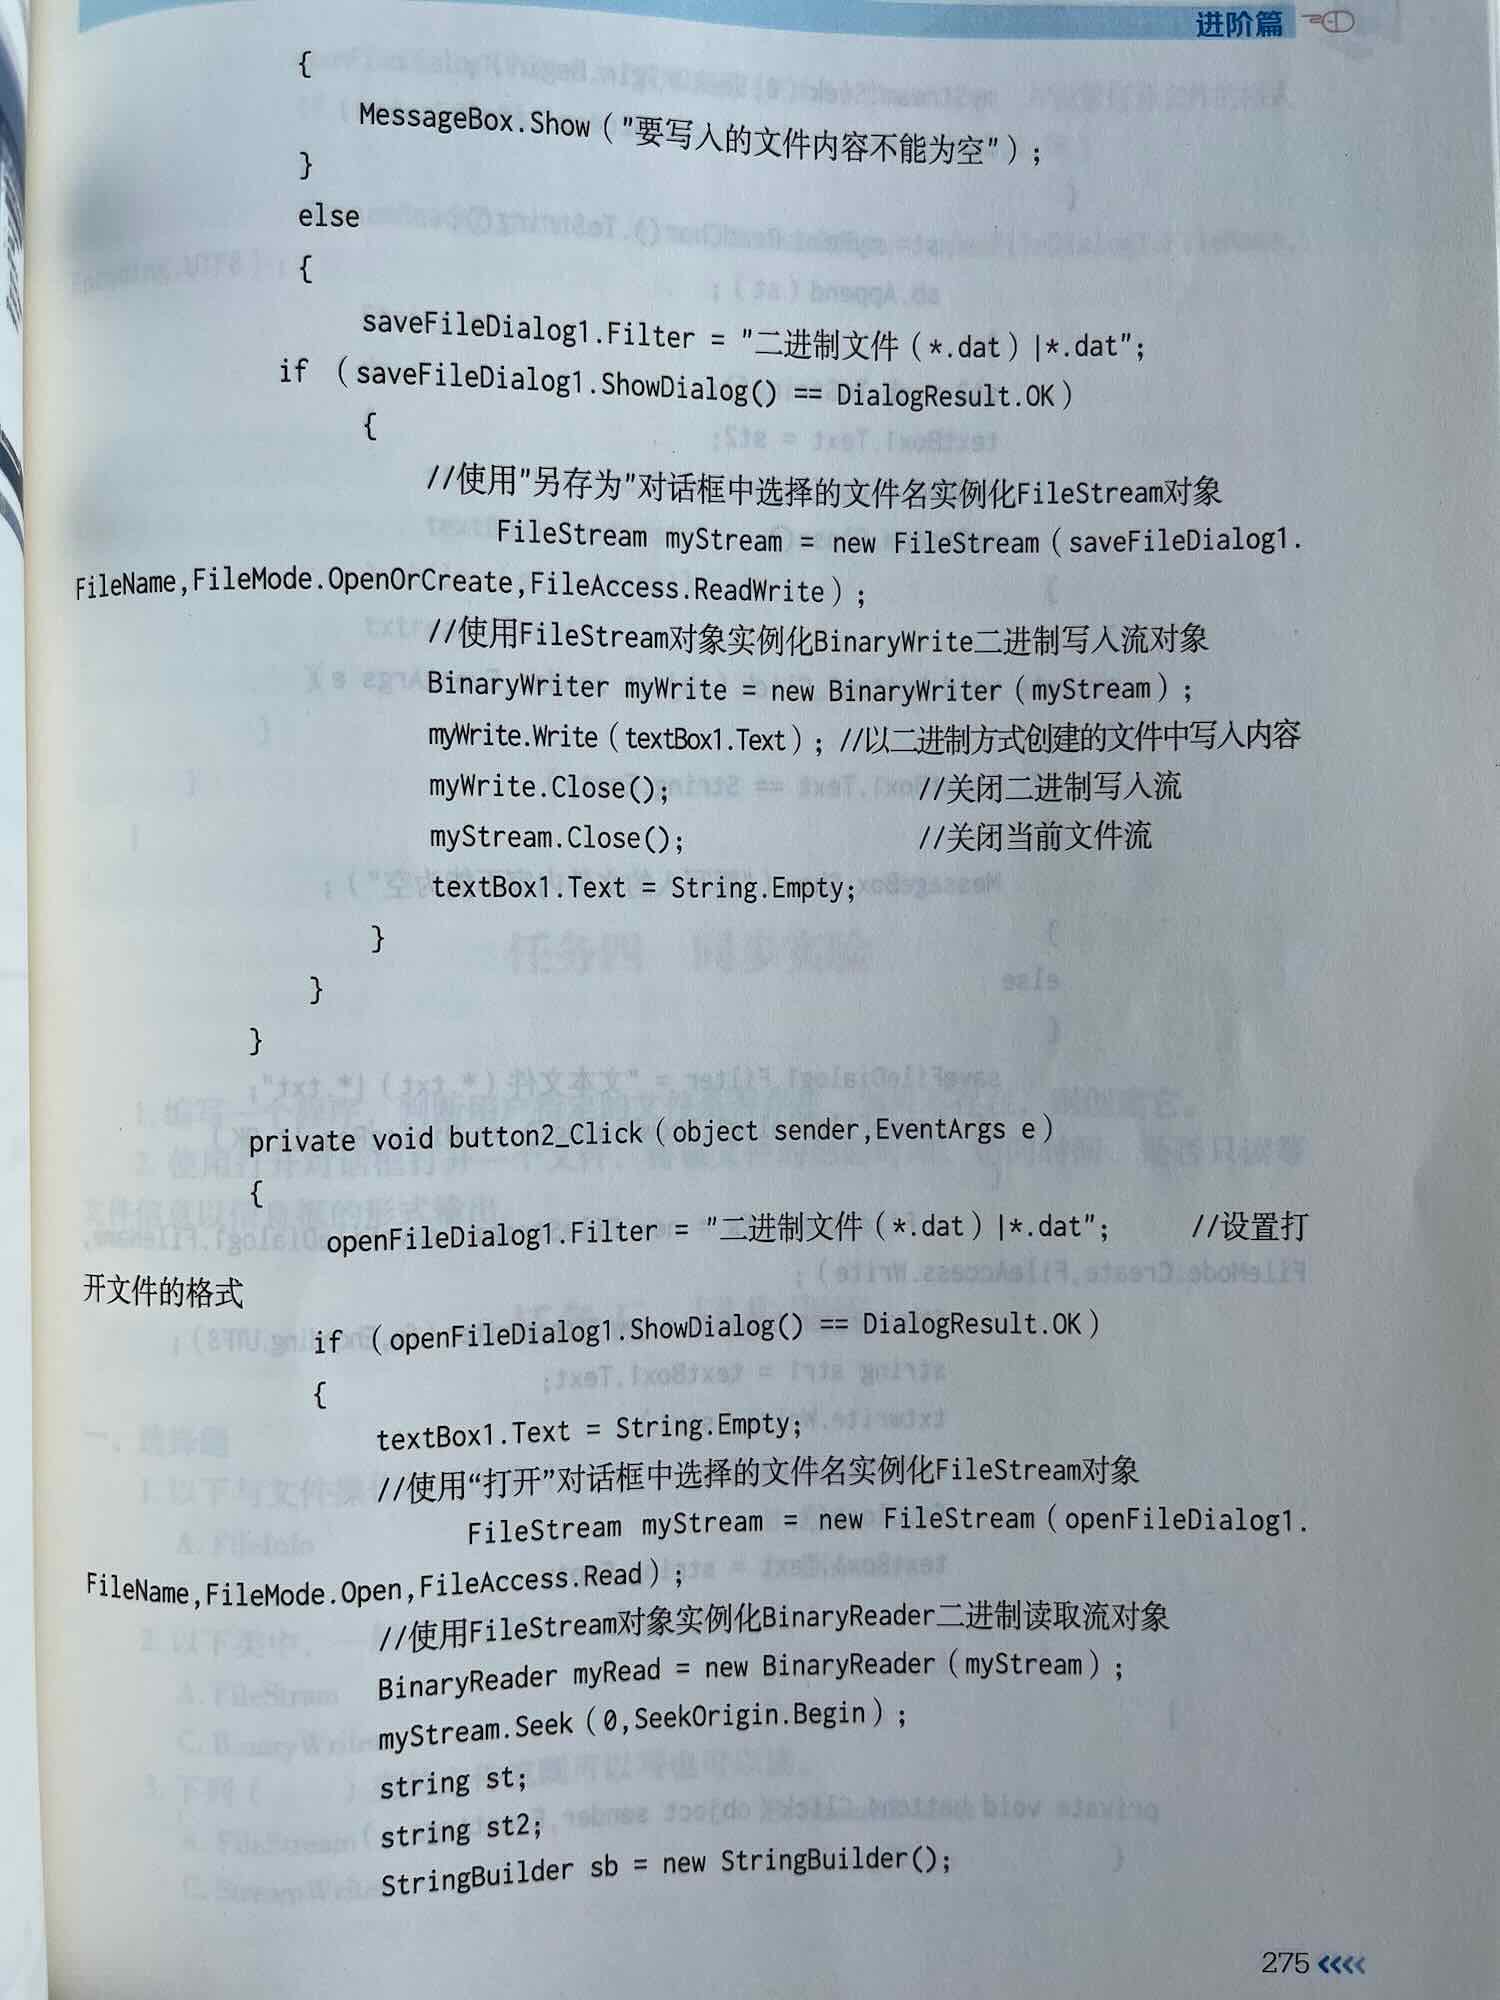 进阶篇
{
MessageBox.Show("要写入的文件内容不能为空");
}
else
{
saveFileDialog1.Filter = "二进制文件(*.dat)|*.dat";
if (saveFileDialog1.ShowDialog() == DialogResult.OK)
{
//使用"另存为"对话框中选择的文件名实例化FileStream对象
FileStream myStream = new FileStream(saveFileDialog1.
FileName,FileMode.OpenOrCreate,FileAccess.ReadWrite);
//使用FileStream对象实例化BinaryWrite二进制写入流对象
BinaryWriter myWrite = new BinaryWriter(myStream);
myWrite.Write(textBox1.Text); //以二进制方式创建的文件中写入内容
myWrite.Close(); //关闭二进制写入流
myStream.Close(); //关闭当前文件流
textBox1.Text = String.Empty;
}
}
}
private void button2_Click(object sender,EventArgs e)
{
openFileDialog1.Filter = "二进制文件(*.dat)|*.dat"; //设置打
开文件的格式
if (openFileDialog1.ShowDialog() == DialogResult.OK)
{
textBox1.Text = String.Empty;
//使用“打开”对话框中选择的文件名实例化FileStream对象
FileStream myStream = new FileStream(openFileDialog1.
FileName,FileMode.Open,FileAccess.Read);
//使用FileStream对象实例化BinaryReader二进制读取流对象
BinaryReader myRead = new BinaryReader(myStream);
myStream.Seek(0,SeekOrigin.Begin);
string st;
string st2;
StringBuilder sb = new StringBuilder();
275